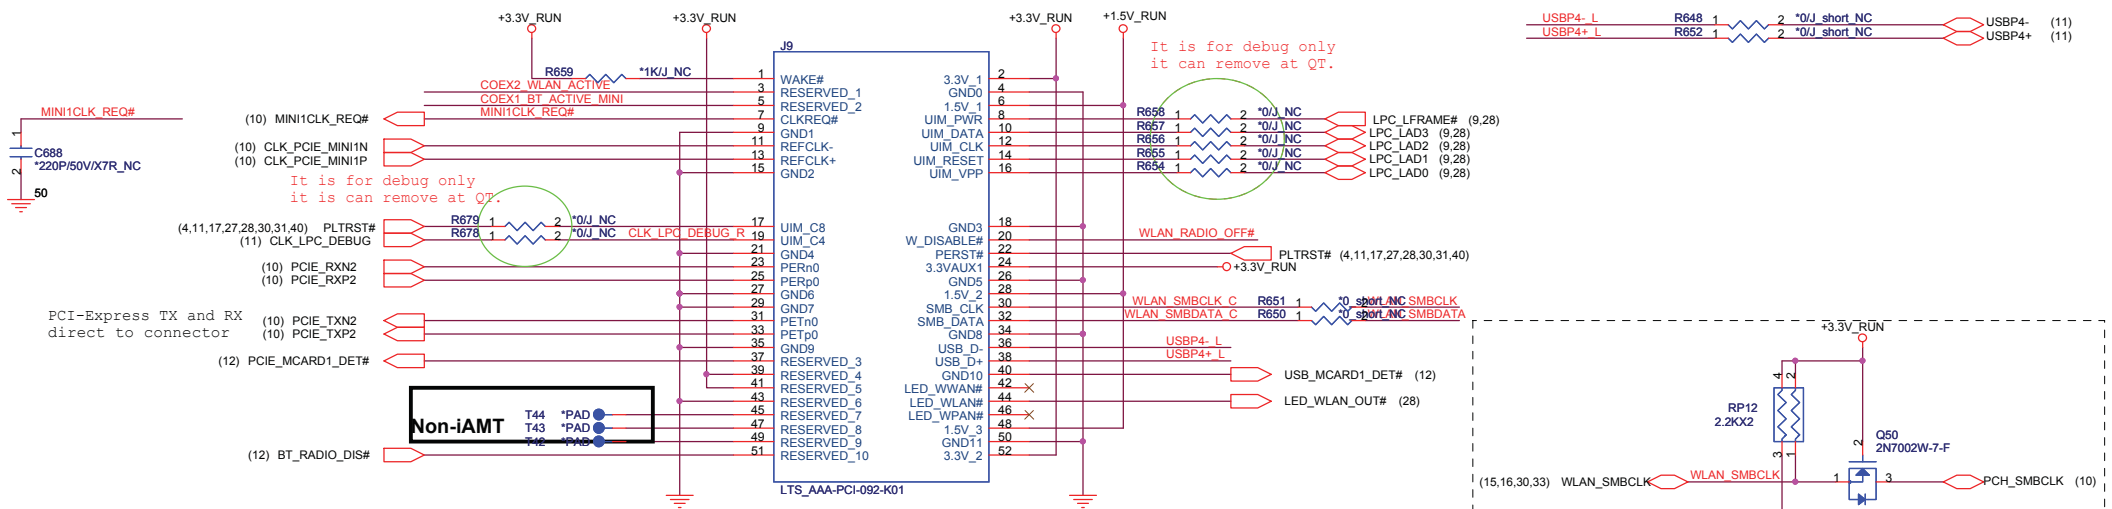 +3.3V_RUN
+3.3V_RUN
+3.3V_RUN
+1.5V_RUN
USBP4-_L R648 1 2 *0/J_short_NC USBP4- (11)
USBP4+_L R652 1 2 *0/J_short_NC USBP4+ (11)
It is for debug only
it can remove at QT.
J9
R659 *1K/J_NC 1 WAKE#
COEX2_WLAN_ACTIVE 3 RESERVED_1
COEX1_BT_ACTIVE_MINI 5 RESERVED_2
(10) MINI1CLK_REQ# MINI1CLK_REQ# 7 CLKREQ#
9 GND1
(10) CLK_PCIE_MINI1N 11 REFCLK-
(10) CLK_PCIE_MINI1P 13 REFCLK+
15 GND2
MINI1CLK_REQ#
1
C688
*220P/50V/X7R_NC
2
50
It is for debug only
it is can remove at QT.
(4,11,17,27,28,30,31,40) PLTRST# R679 1 2 *0/J_NC 17 UIM_C8
(11) CLK_LPC_DEBUG R678 1 2 *0/J_NC CLK_LPC_DEBUG_R 19 UIM_C4
21 GND4
(10) PCIE_RXN2 23 PERn0
(10) PCIE_RXP2 25 PERp0
27 GND6
29 GND7
PCI-Express TX and RX
direct to connector
(10) PCIE_TXN2 31 PETn0
(10) PCIE_TXP2 33 PETp0
35 GND9
(12) PCIE_MCARD1_DET# 37 RESERVED_3
39 RESERVED_4
41 RESERVED_5
43 RESERVED_6
Non-iAMT
T44 *PAD 45 RESERVED_7
T43 *PAD 47 RESERVED_8
T42 *PAD 49 RESERVED_9
(12) BT_RADIO_DIS# 51 RESERVED_10
LTS_AAA-PCI-092-K01
3.3V_1 2
GND0 4
1.5V_1 6
UIM_PWR 8 R658 1 2 *0/J_NC LPC_LFRAME# (9,28)
UIM_DATA 10 R657 1 2 *0/J_NC LPC_LAD3 (9,28)
UIM_CLK 12 R656 1 2 *0/J_NC LPC_LAD2 (9,28)
UIM_RESET 14 R655 1 2 *0/J_NC LPC_LAD1 (9,28)
UIM_VPP 16 R654 1 2 *0/J_NC LPC_LAD0 (9,28)
GND3 18
W_DISABLE# 20 WLAN_RADIO_OFF#
PERST# 22 PLTRST# (4,11,17,27,28,30,31,40)
3.3VAUX1 24 +3.3V_RUN
GND5 26
1.5V_2 28
SMB_CLK 30 WLAN_SMBCLK_C R651 1 2 *0_short_NC WLAN_SMBCLK
SMB_DATA 32 WLAN_SMBDATA_C R650 1 2 *0_short_NC WLAN_SMBDATA
GND8 34
USB_D- 36 USBP4-_L
USB_D+ 38 USBP4+_L
GND10 40 USB_MCARD1_DET# (12)
LED_WWAN# 42
LED_WLAN# 44 LED_WLAN_OUT# (28)
LED_WPAN# 46
1.5V_3 48
GND11 50
3.3V_2 52
+3.3V_RUN
4 2
RP12
2.2KX2
3 1
2
Q50
2N7002W-7-F
(15,16,30,33) WLAN_SMBCLK WLAN_SMBCLK 1 3 PCH_SMBCLK (10)